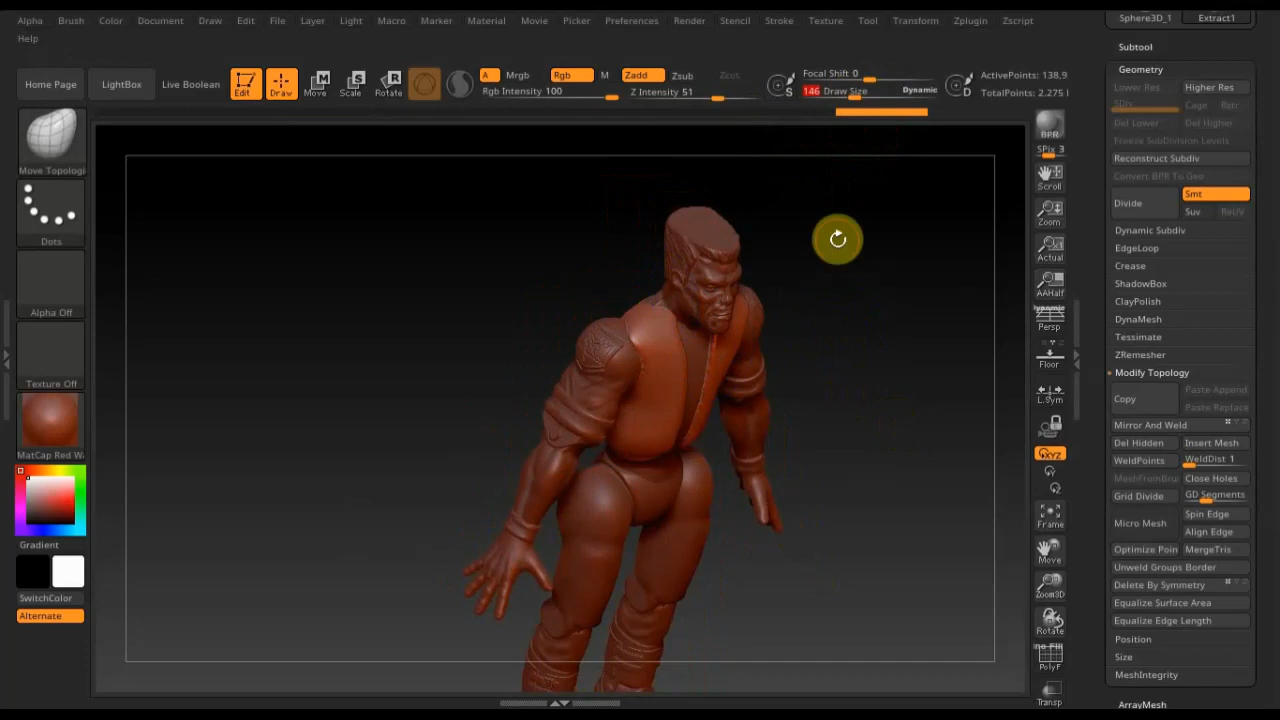 Alpha Brush Color Document Draw Edit File Layer Light Macro Marker Material Movie Picker Preferences Render Stencil Stroke Texture Tool Transform Zplugin Zscript
Help
Sphere3D_1 Extract1
Subtool
Geometry
Home Page LightBox Live Boolean Edit Draw Move Scale Rotate
A Mrgb Rgb M Zadd Zsub Zcut
Rgb Intensity 100 Z Intensity 51
S Focal Shift 0
146 Draw Size Dynamic
D ActivePoints: 138,9
TotalPoints: 2.275
Move Topologi
Dots
Alpha Off
Texture Off
MatCap Red W
Gradient
SwitchColor
Alternate
BPR
SPix 3
Scroll
Zoom
Actual
AAHalf
Dynamic
Persp
Floor
L.Sym
XYZ
Frame
Move
Zoom3D
Rotate
PolyF
Transp
Lower Res Higher Res
SDiv Cage Rstr
Del Lower Del Higher
Freeze SubDivision Levels
Reconstruct Subdiv
Convert BPR To Geo
Divide Smt
Suv ReUV
Dynamic Subdiv
EdgeLoop
Crease
ShadowBox
ClayPolish
DynaMesh
Tessimate
ZRemesher
Modify Topology
Copy Paste Append
Paste Replace
Mirror And Weld
Del Hidden Insert Mesh
WeldPoints WeldDist 1
MeshFromBru Close Holes
Grid Divide GD Segments
Micro Mesh Spin Edge
Align Edge
Optimize Poin MergeTris
Unweld Groups Border
Delete By Symmetry
Equalize Surface Area
Equalize Edge Length
Position
Size
MeshIntegrity
ArrayMesh